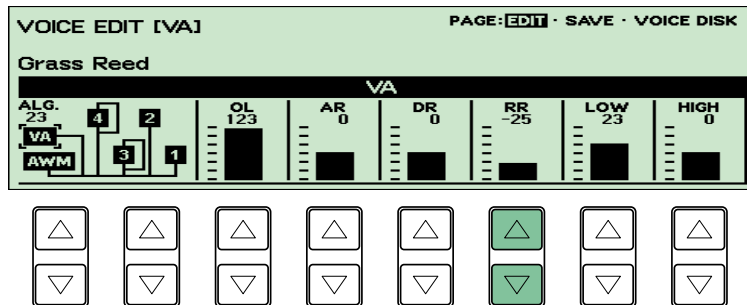 VOICE EDIT [VA]
PAGE: EDIT · SAVE · VOICE DISK
Grass Reed
VA
ALG. OL AR DR RR LOW HIGH
23 123 0 0 -25 23 0
4 2
VA
3 1
AWM